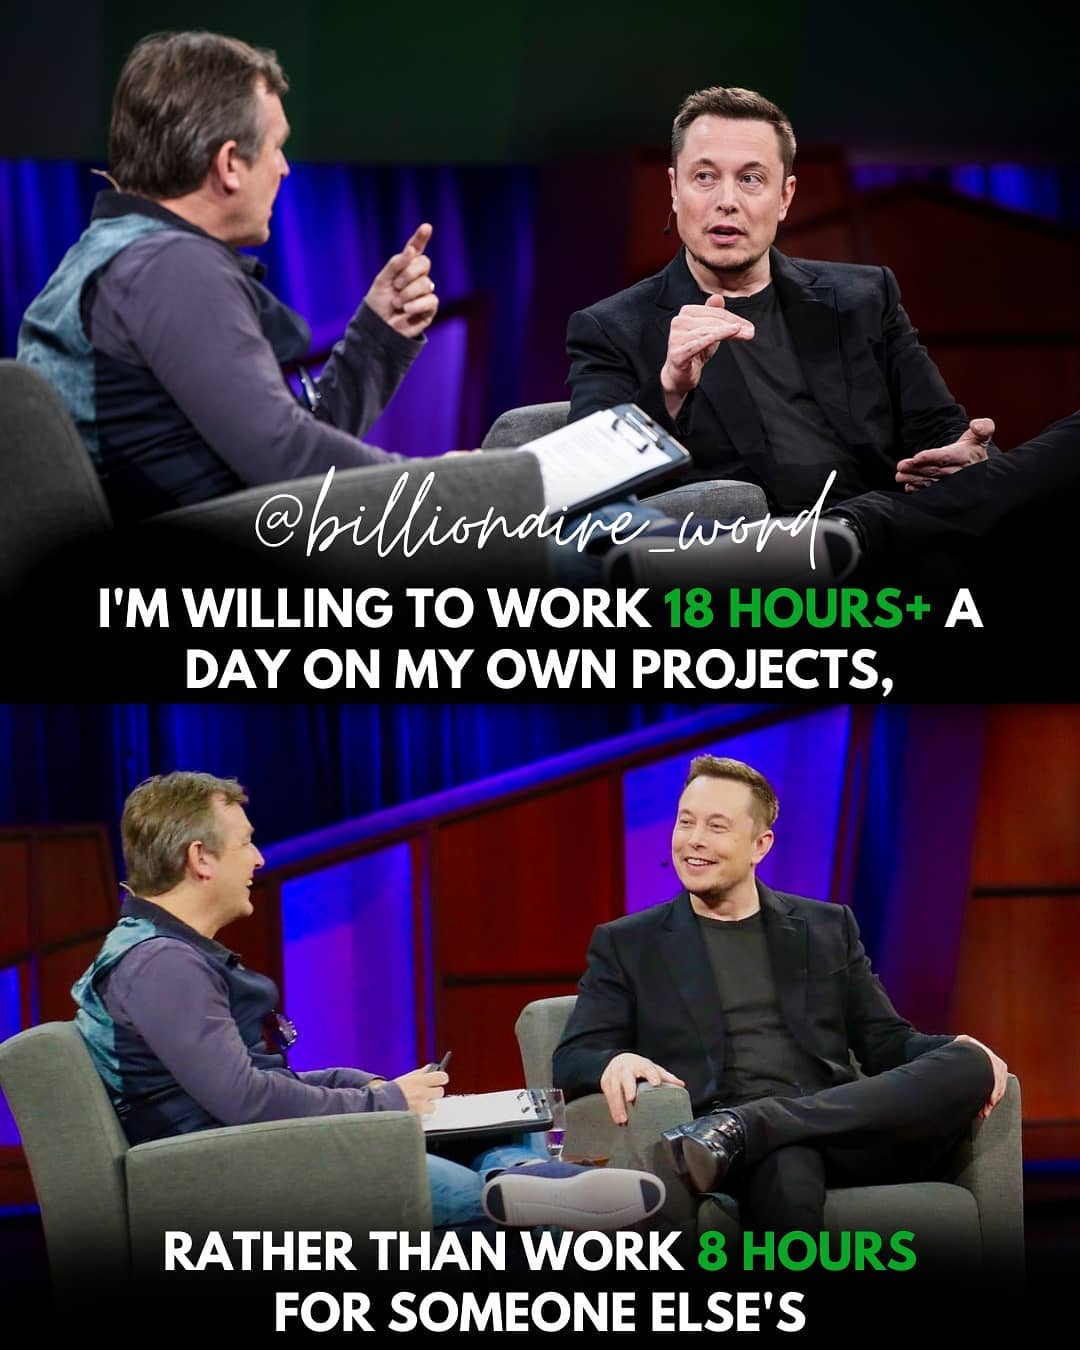 @billionaire_word
I'M WILLING TO WORK 18 HOURS+ A
DAY ON MY OWN PROJECTS,
RATHER THAN WORK 8 HOURS
FOR SOMEONE ELSE'S